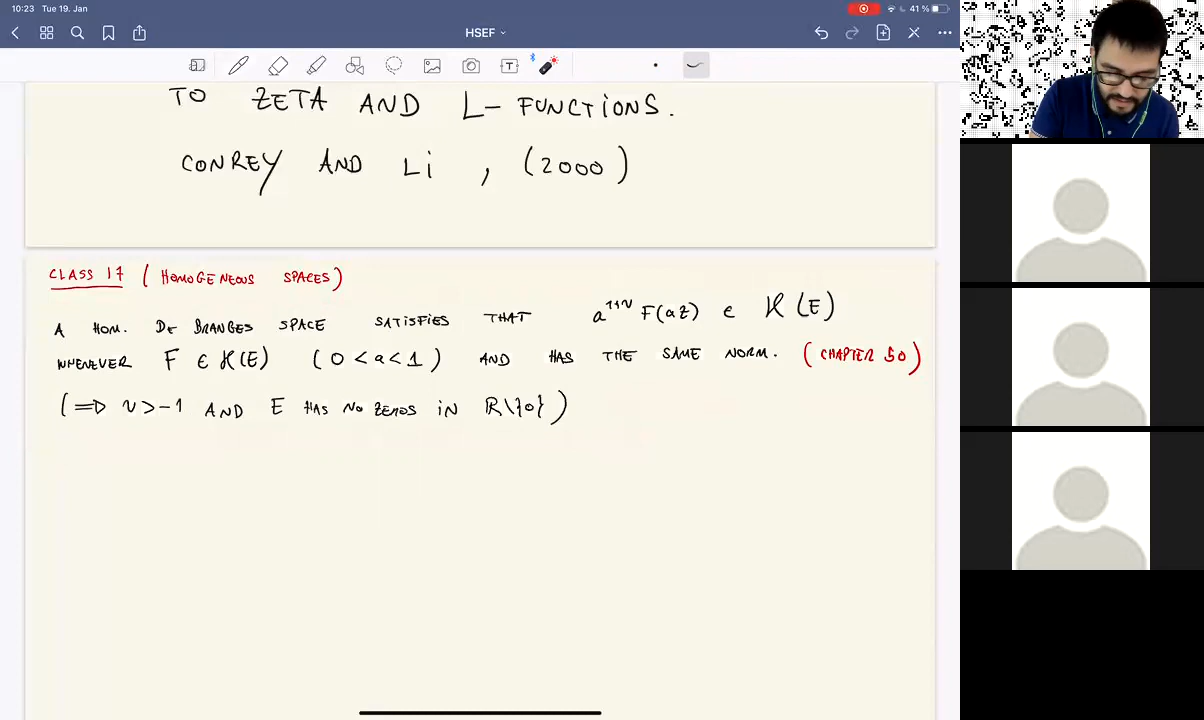 10:23 Tue 19. Jan
41 %
HSEF
TO ZETA AND L-FUNCTIONS.
CONREY AND Li, (2000)
CLASS 17 (HOMOGENEOUS SPACES)
A HOM. DE BRANGES SPACE SATISFIES THAT a^{1+ν} F(az) ∈ H(E)
WHENEVER F ∈ H(E) (0 < a < 1) AND HAS THE SAME NORM. (CHAPTER 50)
(⟹ ν > -1 AND E HAS NO ZEROS IN ℝ\{0})